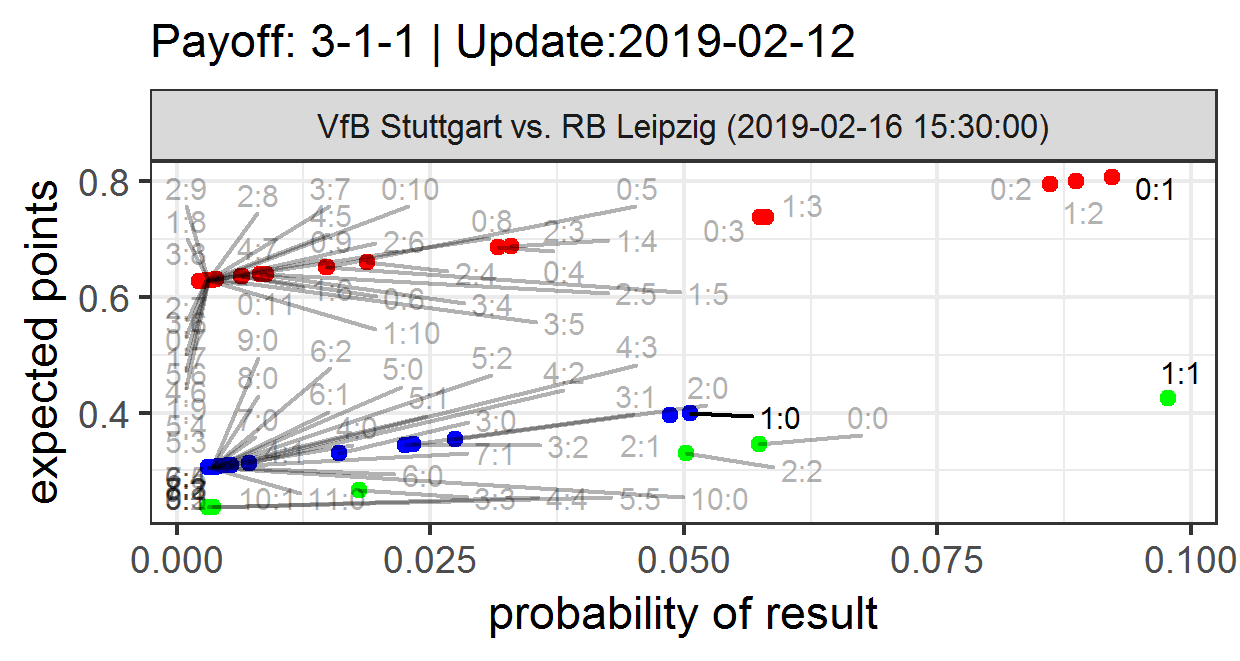 Payoff: 3-1-1 | Update:2019-02-12
VfB Stuttgart vs. RB Leipzig (2019-02-16 15:30:00)
expected points
0.8
0.6
0.4
2:9 2:8 3:7 0:10 0:5 0:2 0:1
1:8 4:5 0:8 2:3 1:3 1:2
3:8 4:7 0:9 2:6 1:4 0:3
2:4 0:4
0:11 1:6 0:6 3:4 2:5 1:5
1:10 3:5
9:0 6:2 5:2 4:3
8:0 5:0 4:2 1:1
6:1 5:1 3:1 2:0
7:0 4:0 3:0 1:0 0:0
4:1 7:1 3:2 2:1
6:0 2:2
10:1 11:0 3:3 4:4 5:5 10:0
0.000 0.025 0.050 0.075 0.100
probability of result